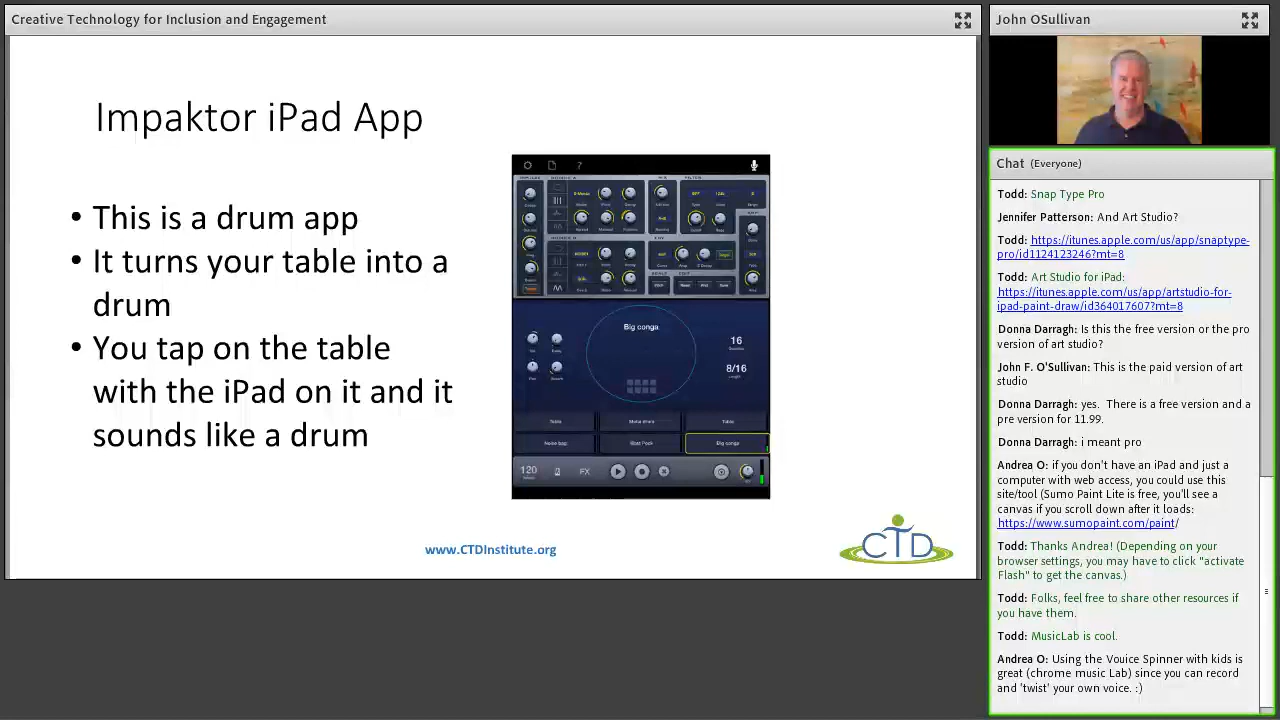 Creative Technology for Inclusion and Engagement
Impaktor iPad App
• This is a drum app
• It turns your table into a
drum
• You tap on the table
with the iPad on it and it
sounds like a drum
?
Big conga
16
8/16
Table
Metal drum
Table
Noise bag
Beat Pock
Big conga
120
FX
www.CTDInstitute.org
CTD
John OSullivan
Chat (Everyone)
Todd: Snap Type Pro
Jennifer Patterson: And Art Studio?
Todd: https://itunes.apple.com/us/app/snaptype-
pro/id1124123246?mt=8
Todd: Art Studio for iPad:
https://itunes.apple.com/us/app/artstudio-for-
ipad-paint-draw/id364017607?mt=8
Donna Darragh: Is this the free version or the pro
version of art studio?
John F. O'Sullivan: This is the paid version of art
studio
Donna Darragh: yes.  There is a free version and a
pre version for 11.99.
Donna Darragh: i meant pro
Andrea O: if you don't have an iPad and just a
computer with web access, you could use this
site/tool (Sumo Paint Lite is free, you'll see a
canvas if you scroll down after it loads:
https://www.sumopaint.com/paint/
Todd: Thanks Andrea! (Depending on your
browser settings, you may have to click "activate
Flash" to get the canvas.)
Todd: Folks, feel free to share other resources if
you have them.
Todd: MusicLab is cool.
Andrea O: Using the Vouice Spinner with kids is
great (chrome music Lab) since you can record
and 'twist' your own voice. :)